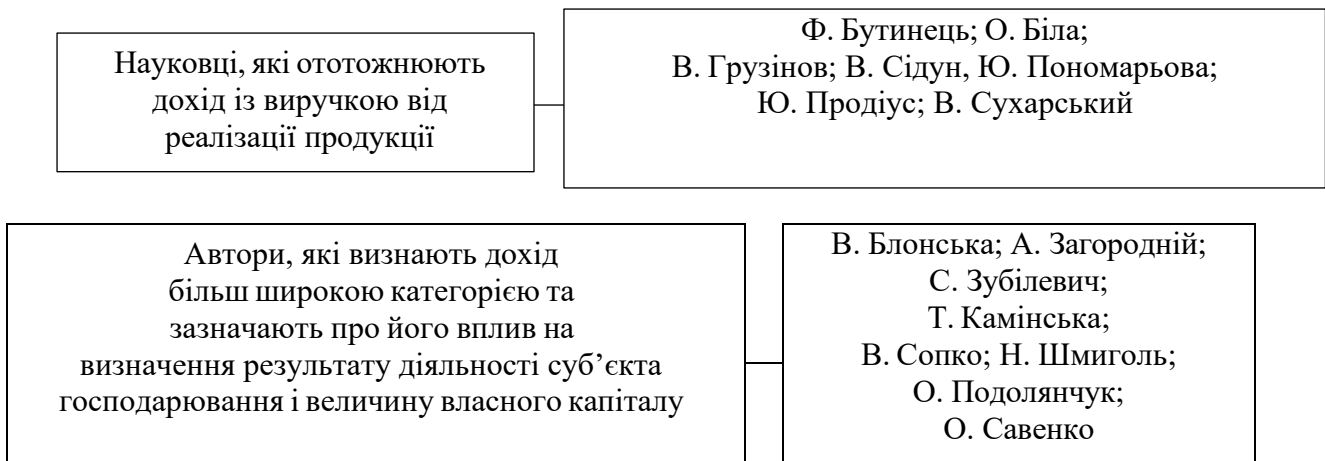 Науковці, які ототожнюють
дохід із виручкою від
реалізації продукції
Ф. Бутинець; О. Біла;
В. Грузінов; В. Сідун, Ю. Пономарьова;
Ю. Продіус; В. Сухарський
Автори, які визнають дохід
більш широкою категорією та
зазначають про його вплив на
визначення результату діяльності суб’єкта
господарювання і величину власного капіталу
В. Блонська; А. Загородній;
С. Зубілевич;
Т. Камінська;
В. Сопко; Н. Шмиголь;
О. Подолянчук;
О. Савенко